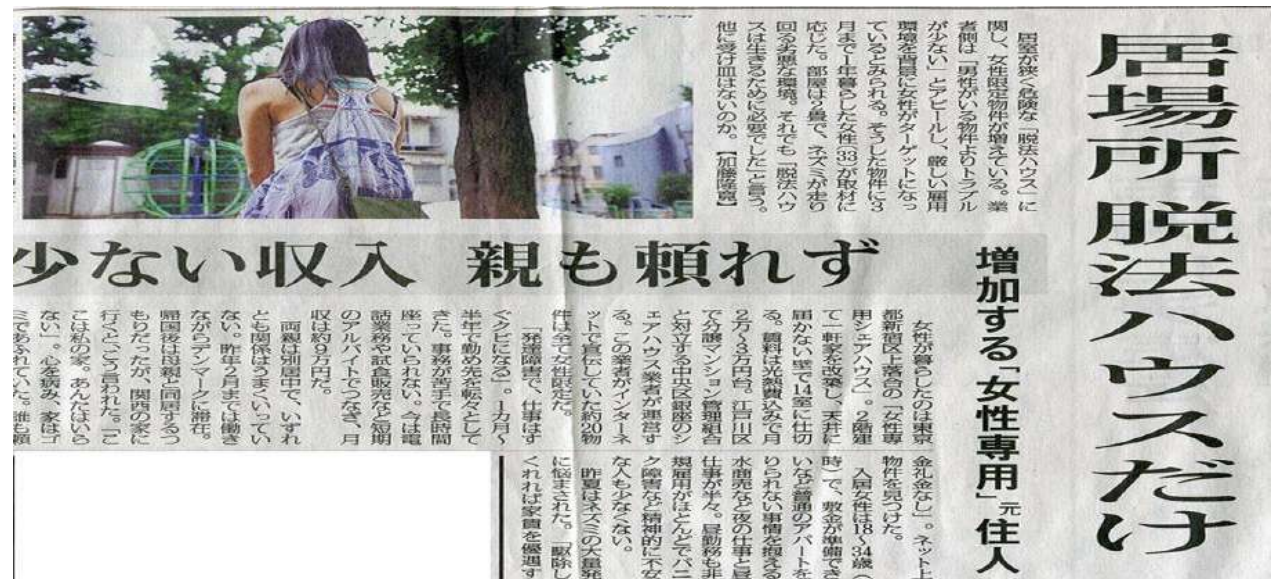 居場所 脱法ハウスだけ
増加する「女性専用」元住人
少ない収入 親も頼れず
居室が狭く危険な「脱法ハウス」に
関し、女性限定物件が増えている。業
者側は「男性がいる物件よりトラブル
が少ない」とアピールし、厳しい雇用
環境を背景に女性がターゲットになっ
ているとみられる。そうした物件に3
月まで1年暮らした女性(33)が取材に
応じた。部屋は2畳で、ネズミが走り
回る劣悪な環境。それでも「脱法ハウ
スは生きるために必要でした」と言う。
他に受け皿はないのか。【加藤隆寛】
女性が暮らしたのは東京
都新宿区上落合の「女性専
用シェアハウス」。2階建
て一軒家を改築し、天井に
届かない壁で14室に仕切
る。賃料は光熱費込みで月
2万~3万円台。江戸川区
で分譲マンション管理組合
と対立する中央区銀座のシ
ェアハウス業者が運営す
る。この業者がインターネ
ットで宣伝していた約20物
件は全て女性限定だ。
「発達障害で、仕事はす
ぐクビになる」。1カ月~
半年で勤め先を転々として
きた。事務が苦手で長時間
座っていられない。今は電
話業務や試食販売など短期
のアルバイトでつなぎ、月
収は約9万円だ。
両親は別居中で、いずれ
とも関係はうまくいってい
ない。昨年2月までは働き
ながらデンマークに滞在。
帰国後は母親と同居するつ
もりだったが、関西の家に
行くと、こう言われた。「こ
こは私の家。あんたはいら
ない」。心を病み、家はゴ
ミであふれていた。誰も頼
金礼金なし」。ネット上
物件を見つけた。
入居女性は18~34歳(
時)で、敷金が準備でき
いなど普通のアパートを
りられない事情を抱える
水商売など夜の仕事と昼
仕事が半々。昼勤務も非
規雇用がほとんどでパニ
ク障害など精神的に不安
な人も少なくない。
昨夏はネズミの大量発
に悩まされた。「駆除し
くれれば家賃を優遇す